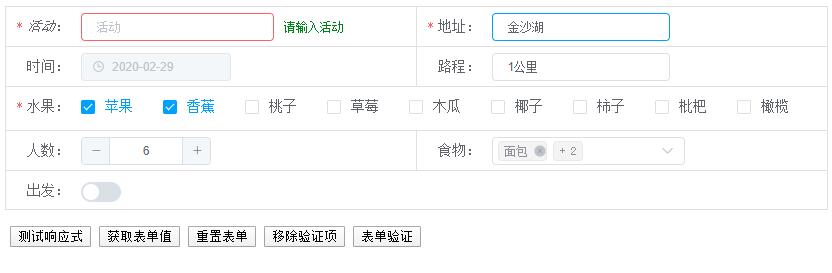 * 活动： 活动 请输入活动 * 地址： 金沙湖
时间： 2020-02-29 路程： 1公里
* 水果： 苹果 香蕉 桃子 草莓 木瓜 椰子 柿子 枇杷 橄榄
人数： − 6 + 食物： 面包 + 2
出发：
测试响应式 获取表单值 重置表单 移除验证项 表单验证